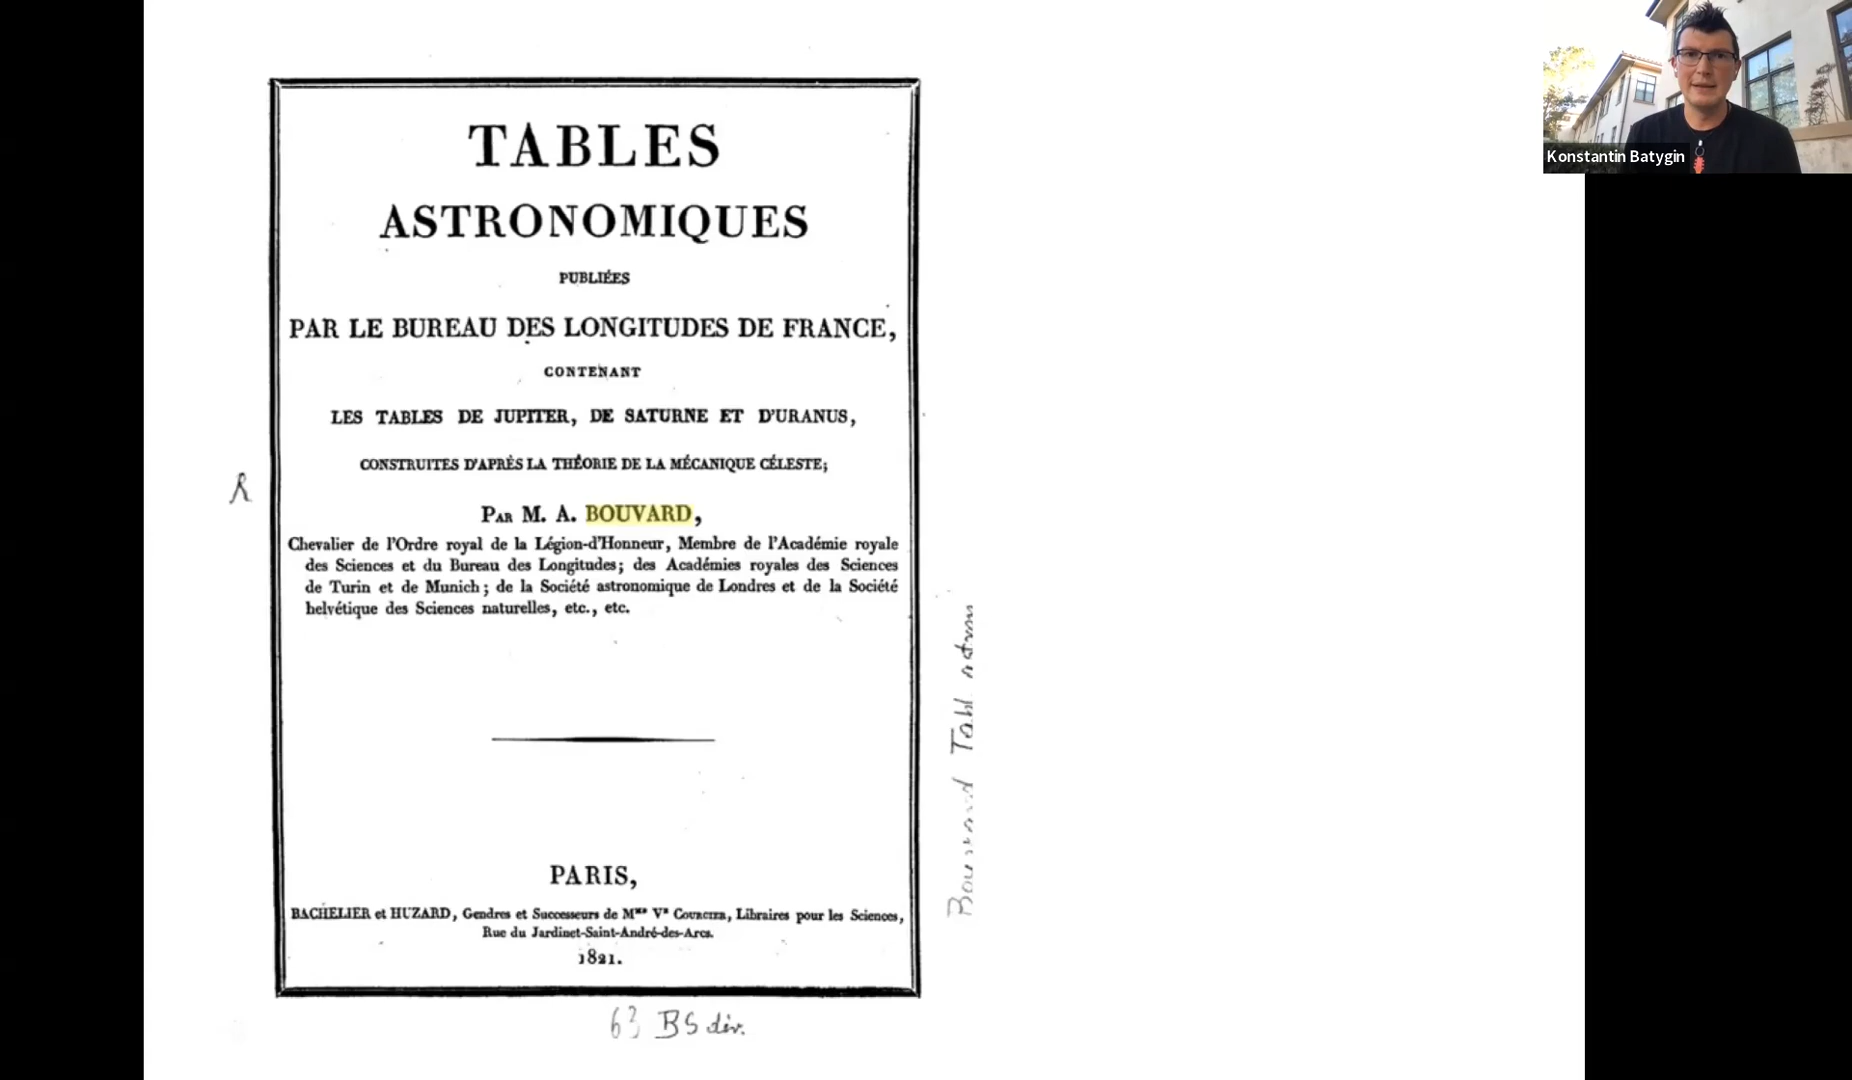 TABLES
ASTRONOMIQUES
PUBLIÉES
PAR LE BUREAU DES LONGITUDES DE FRANCE,
CONTENANT
LES TABLES DE JUPITER, DE SATURNE ET D'URANUS,
CONSTRUITES D'APRÈS LA THÉORIE DE LA MÉCANIQUE CÉLESTE;
PAR M. A. BOUVARD,
Chevalier de l'Ordre royal de la Légion-d'Honneur, Membre de l'Académie royale
des Sciences et du Bureau des Longitudes; des Académies royales des Sciences
de Turin et de Munich; de la Société astronomique de Londres et de la Société
helvétique des Sciences naturelles, etc., etc.
PARIS,
BACHELIER et HUZARD, Gendres et Successeurs de Mme Ve COURCIER, Libraires pour les Sciences,
Rue du Jardinet-Saint-André-des-Arcs.
1821.
BS div.
Bouvard Tabl. astron
Konstantin Batygin